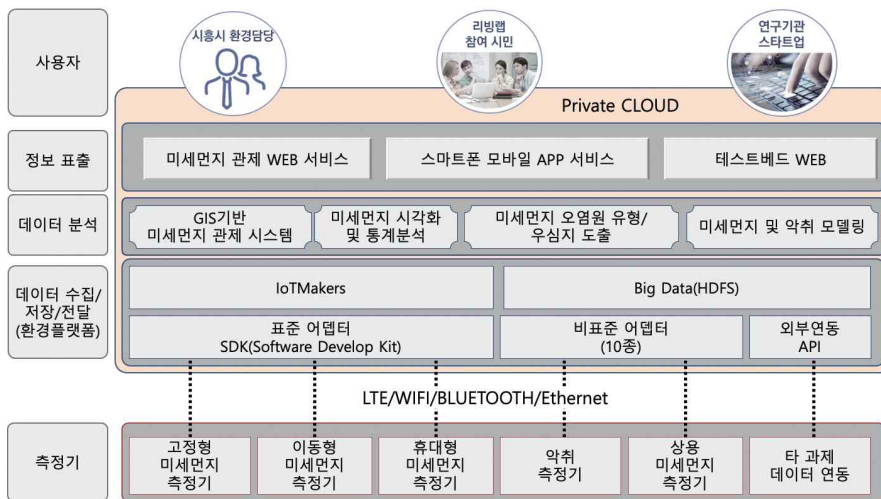 사용자
시흥시 환경담당
리빙랩
참여 시민
연구기관
스타트업
Private CLOUD
정보 표출
미세먼지 관제 WEB 서비스
스마트폰 모바일 APP 서비스
테스트베드 WEB
데이터 분석
GIS기반
미세먼지 관제 시스템
미세먼지 시각화
및 통계분석
미세먼지 오염원 유형/
우심지 도출
미세먼지 및 악취 모델링
데이터 수집/
저장/전달
(환경플랫폼)
IoTMakers
Big Data(HDFS)
표준 어뎁터
SDK(Software Develop Kit)
비표준 어뎁터
(10종)
외부연동
API
LTE/WIFI/BLUETOOTH/Ethernet
측정기
고정형
미세먼지
측정기
이동형
미세먼지
측정기
휴대형
미세먼지
측정기
악취
측정기
상용
미세먼지
측정기
타 과제
데이터 연동